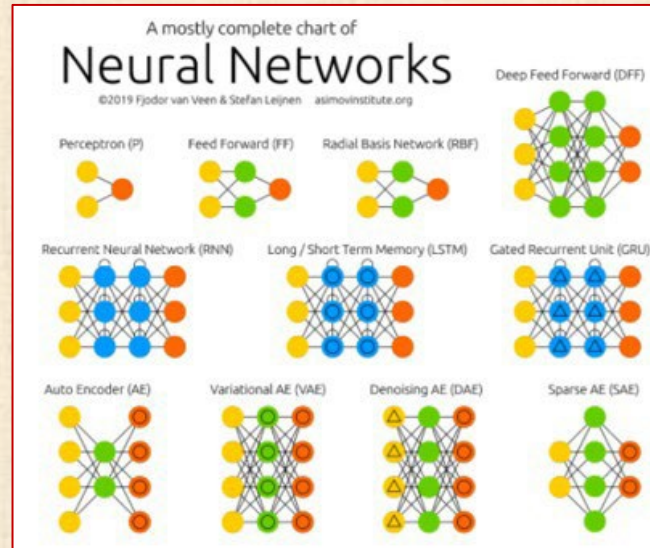 A mostly complete chart of
Neural Networks
©2019 Fjodor van Veen & Stefan Leijnen asimovinstitute.org
Deep Feed Forward (DFF)
Perceptron (P)
Feed Forward (FF)
Radial Basis Network (RBF)
Recurrent Neural Network (RNN)
Long / Short Term Memory (LSTM)
Gated Recurrent Unit (GRU)
Auto Encoder (AE)
Variational AE (VAE)
Denoising AE (DAE)
Sparse AE (SAE)